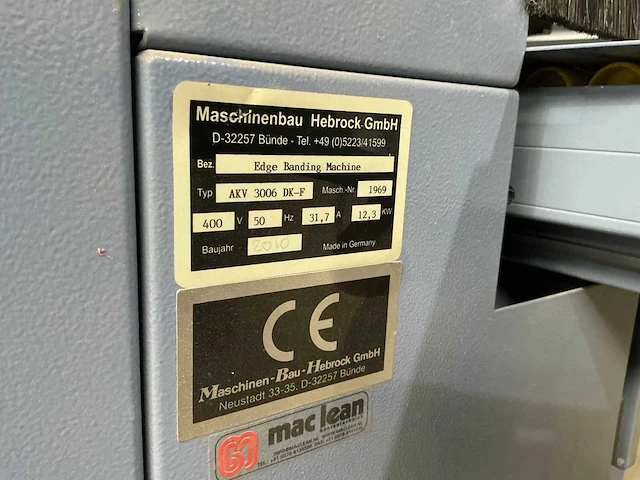 Maschinenbau Hebrock GmbH
D-32257 Bünde - Tel. +49 (0)5223/41599
Bez. Edge Banding Machine
Typ AKV 3006 DK-F Masch.-Nr. 1969
400 V 50 Hz 31,7 A 12,3 KW
Baujahr 2010 Made in Germany
CE
Maschinen-Bau-Hebrock GmbH
Neustadt 33-35, D-32257 Bünde
mac lean